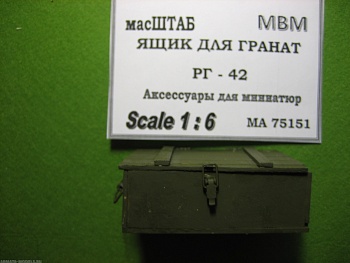 масШТАБ МВМ
ЯЩИК ДЛЯ ГРАНАТ
РГ - 42
Аксессуары для миниатюр
Scale 1 : 6 МА 75151